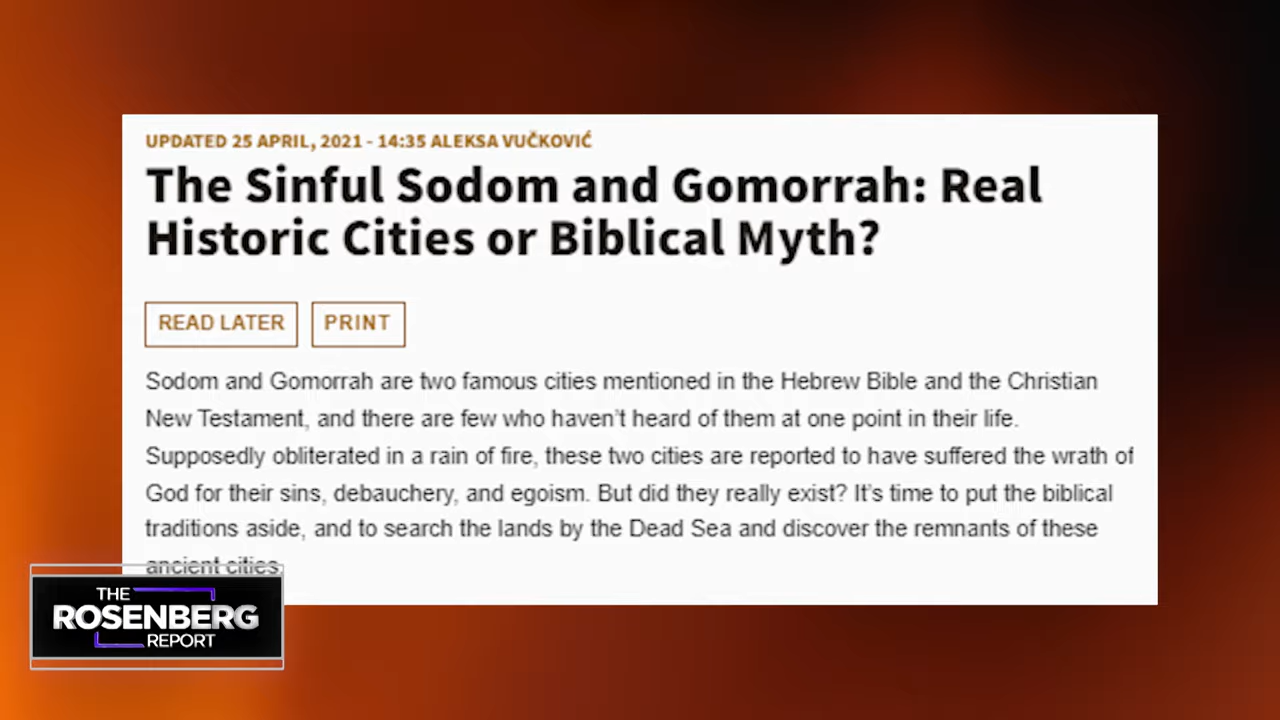 UPDATED 25 APRIL, 2021 - 14:35 ALEKSA VUČKOVIĆ
The Sinful Sodom and Gomorrah: Real
Historic Cities or Biblical Myth?
READ LATER PRINT
Sodom and Gomorrah are two famous cities mentioned in the Hebrew Bible and the Christian
New Testament, and there are few who haven't heard of them at one point in their life.
Supposedly obliterated in a rain of fire, these two cities are reported to have suffered the wrath of
God for their sins, debauchery, and egoism. But did they really exist? It's time to put the biblical
traditions aside, and to search the lands by the Dead Sea and discover the remnants of these
ancient cities.
THE
ROSENBERG
REPORT